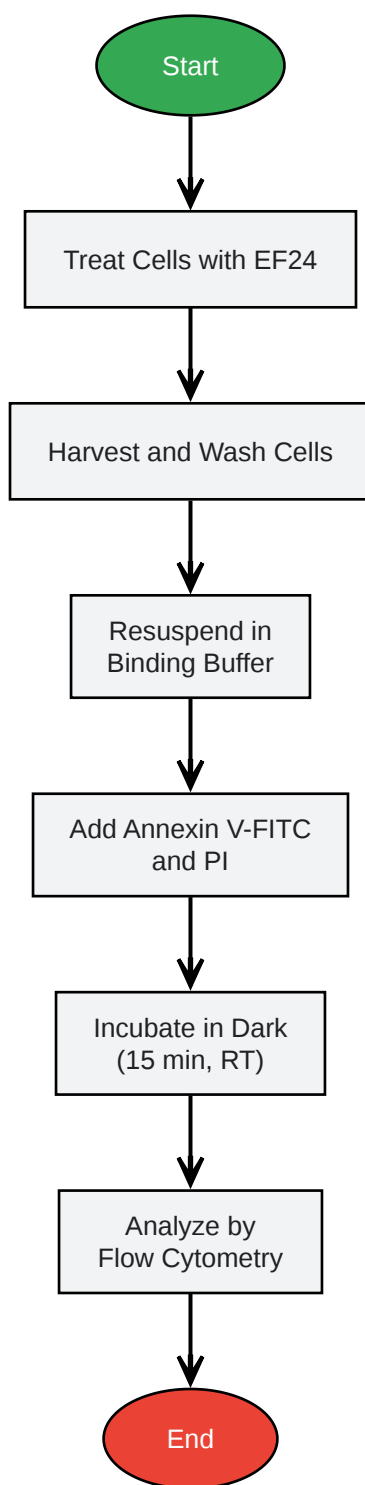 Start
Treat Cells with EF24
Harvest and Wash Cells
Resuspend in
Binding Buffer
Add Annexin V-FITC
and PI
Incubate in Dark
(15 min, RT)
Analyze by
Flow Cytometry
End